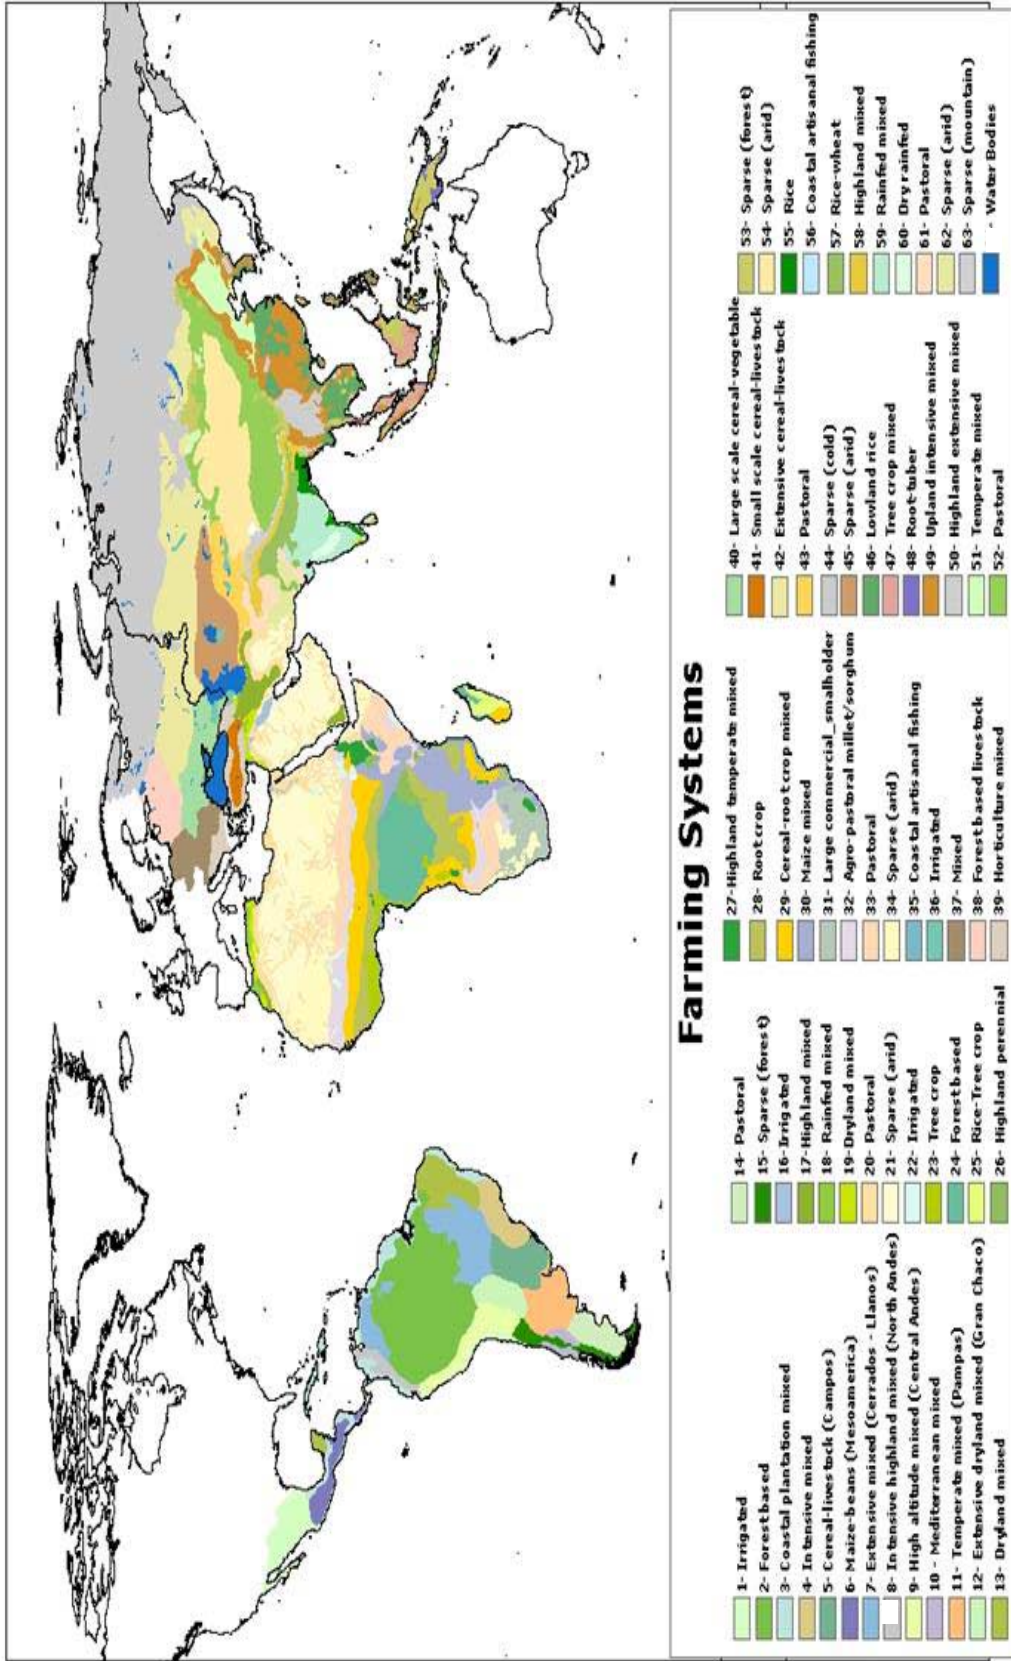 Farming Systems
1- Irrigated
2- Forest based
3- Coastal plantation mixed
4- Intensive mixed
5- Cereal-livestock (Campos)
6- Maize-beans (Mesoamerica)
7- Extensive mixed (Cerrados - Llanos)
8- Intensive highland mixed (North Andes)
9- High altitude mixed (Central Andes)
10 - Mediterranean mixed
11- Temperate mixed (Pampas)
12- Extensive dryland mixed (Gran Chaco)
13- Dryland mixed
14- Pastoral
15- Sparse (forest)
16-Irrigated
17-Highland mixed
18- Rainfed mixed
19-Dryland mixed
20- Pastoral
21- Sparse (arid)
22- Irrigated
23- Tree crop
24- Forest based
25- Rice-Tree crop
26- Highland perennial
27-Highland temperate mixed
28- Root crop
29- Cereal-root crop mixed
30- Maize mixed
31- Large commercial_smallholder
32- Agro-pastoral millet/sorghum
33- Pastoral
34- Sparse (arid)
35- Coastal artisanal fishing
36- Irrigated
37- Mixed
38- Forest based livestock
39- Horticulture mixed
40- Large scale cereal-vegetable
41- Small scale cereal-livestock
42- Extensive cereal-livestock
43- Pastoral
44- Sparse (cold)
45- Sparse (arid)
46- Lowland rice
47- Tree crop mixed
48- Root-tuber
49- Upland intensive mixed
50- Highland extensive mixed
51- Temperate mixed
52- Pastoral
53- Sparse (forest)
54- Sparse (arid)
55- Rice
56- Coastal artisanal fishing
57- Rice-wheat
58- Highland mixed
59- Rainfed mixed
60- Dry rainfed
61- Pastoral
62- Sparse (arid)
63- Sparse (mountain)
- Water Bodies